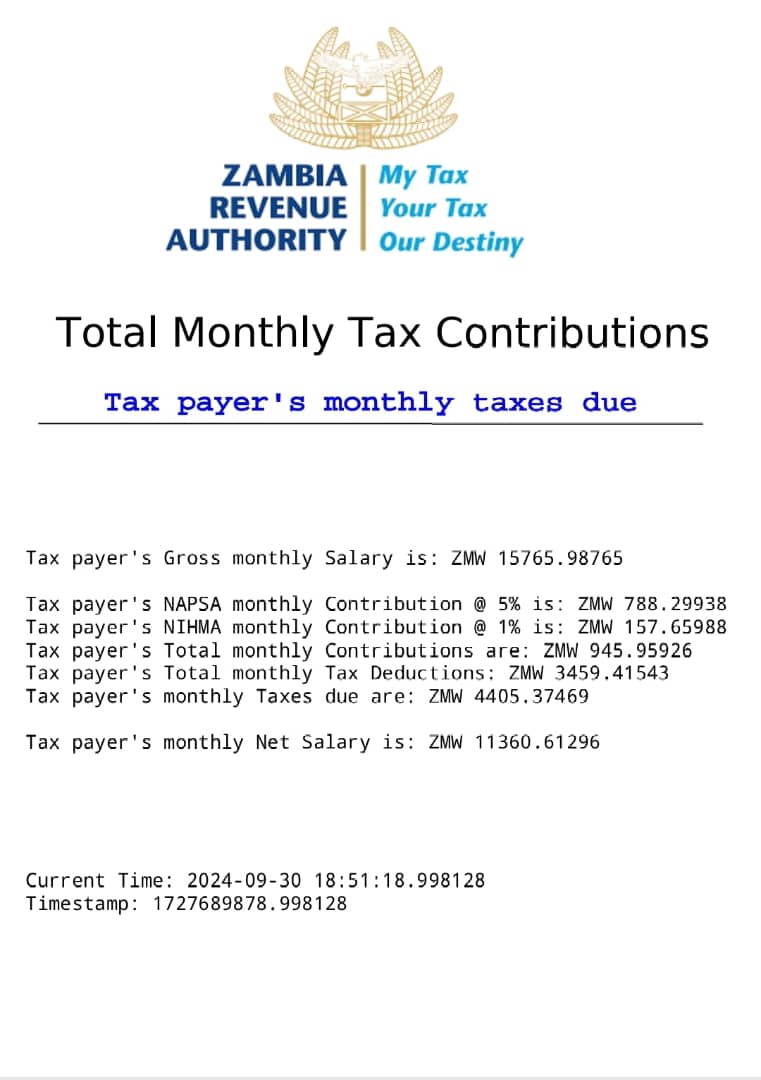 ZAMBIA
REVENUE
AUTHORITY
My Tax
Your Tax
Our Destiny
Total Monthly Tax Contributions
Tax payer's monthly taxes due
Tax payer's Gross monthly Salary is: ZMW 15765.98765
Tax payer's NAPSA monthly Contribution @ 5% is: ZMW 788.29938
Tax payer's NIHMA monthly Contribution @ 1% is: ZMW 157.65988
Tax payer's Total monthly Contributions are: ZMW 945.95926
Tax payer's Total monthly Tax Deductions: ZMW 3459.41543
Tax payer's monthly Taxes due are: ZMW 4405.37469
Tax payer's monthly Net Salary is: ZMW 11360.61296
Current Time: 2024-09-30 18:51:18.998128
Timestamp: 1727689878.998128